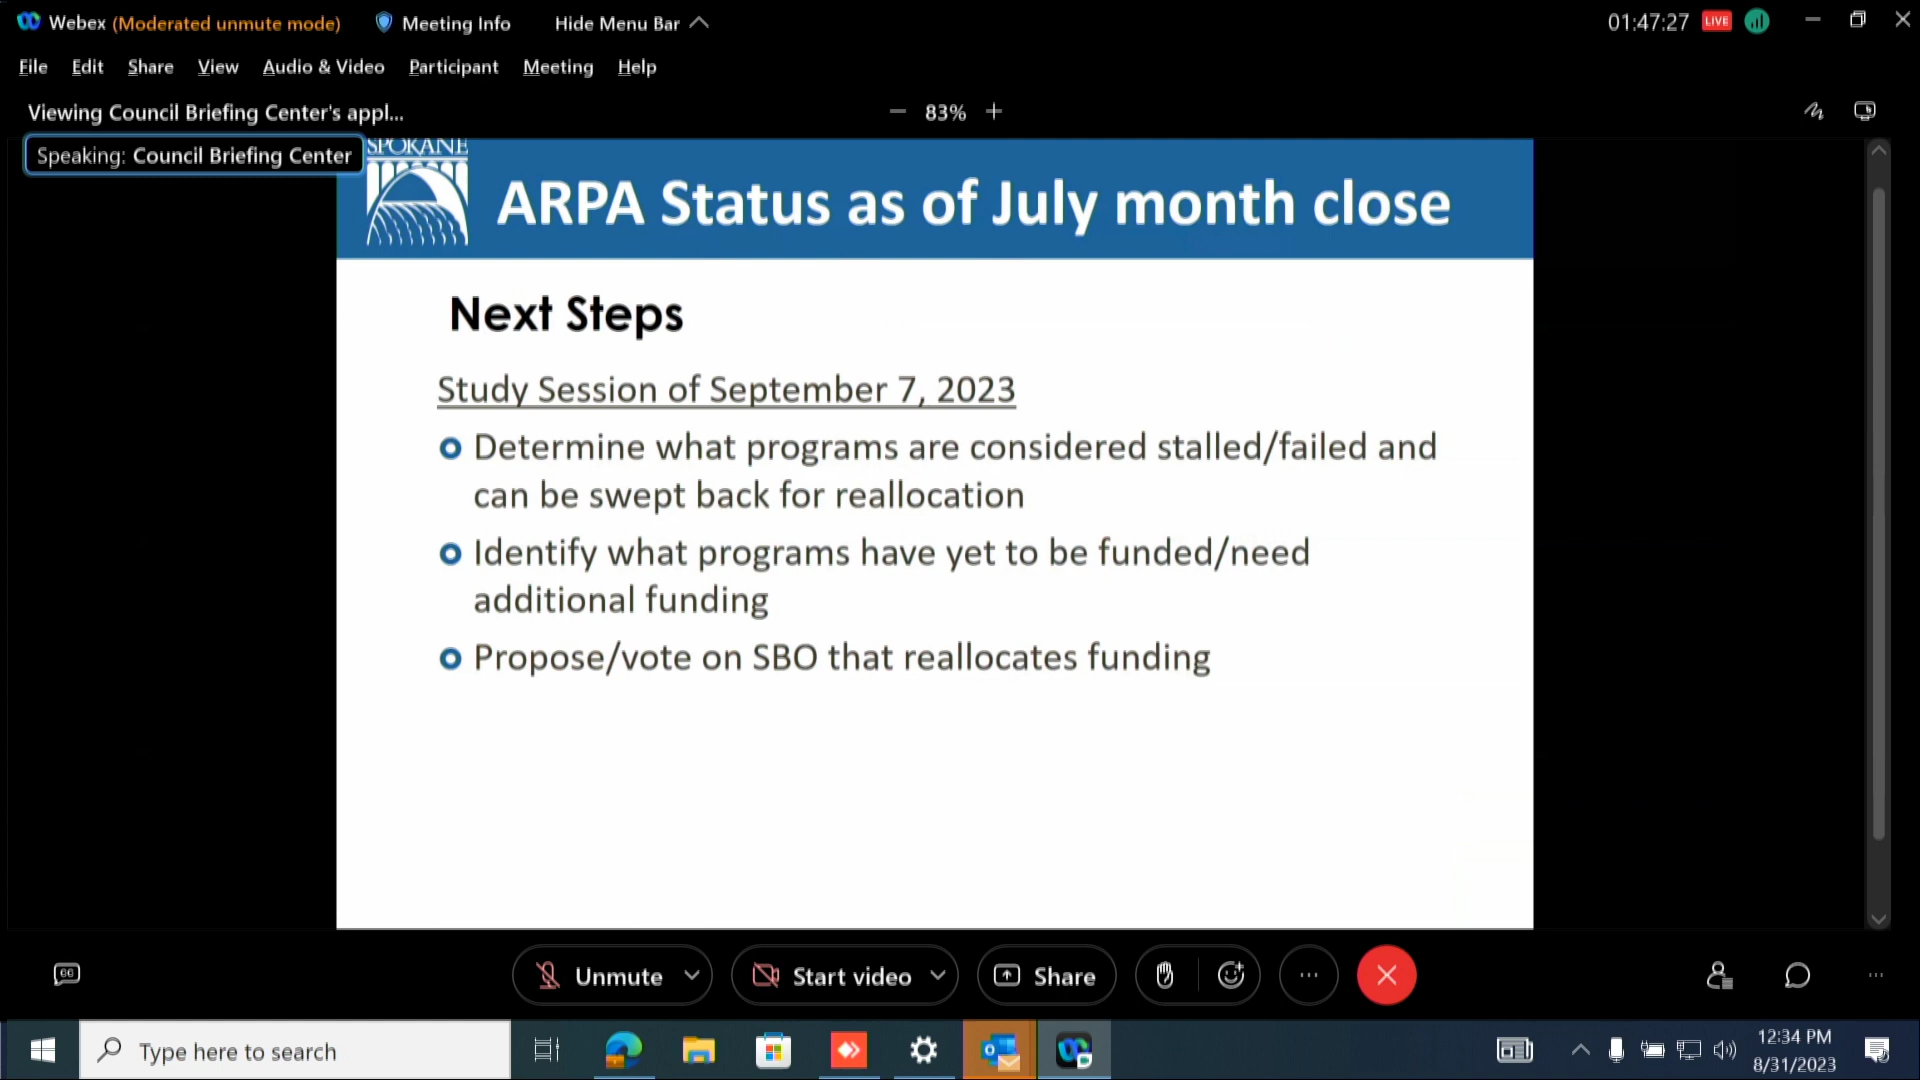 Webex (Moderated unmute mode) Meeting Info Hide Menu Bar 01:47:27 LIVE
File Edit Share View Audio & Video Participant Meeting Help
Viewing Council Briefing Center's appl... 83%
Speaking: Council Briefing Center
SPOKANE
ARPA Status as of July month close
Next Steps
Study Session of September 7, 2023
Determine what programs are considered stalled/failed and
can be swept back for reallocation
Identify what programs have yet to be funded/need
additional funding
Propose/vote on SBO that reallocates funding
Unmute Start video Share
Type here to search
12:34 PM
8/31/2023